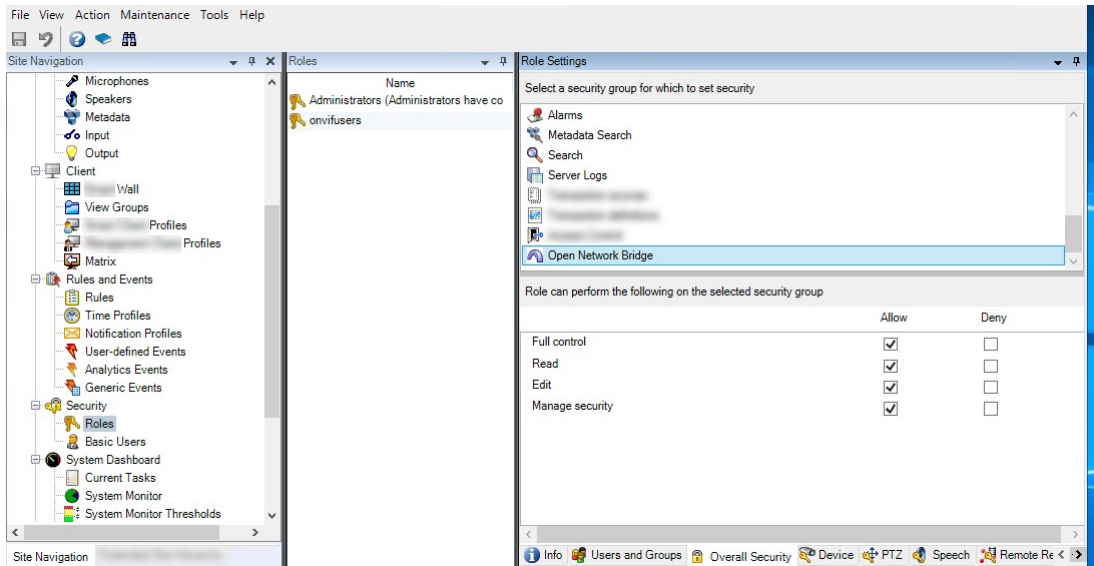 File View Action Maintenance Tools Help
Site Navigation
Microphones
Speakers
Metadata
Input
Output
Client
Wall
View Groups
Profiles
Profiles
Matrix
Rules and Events
Rules
Time Profiles
Notification Profiles
User-defined Events
Analytics Events
Generic Events
Security
Roles
Basic Users
System Dashboard
Current Tasks
System Monitor
System Monitor Thresholds
Site Navigation
Roles
Name
Administrators (Administrators have co
onvifusers
Role Settings
Select a security group for which to set security
Alarms
Metadata Search
Search
Server Logs
Open Network Bridge
Role can perform the following on the selected security group
Allow Deny
Full control
Read
Edit
Manage security
Info Users and Groups Overall Security Device PTZ Speech Remote Re